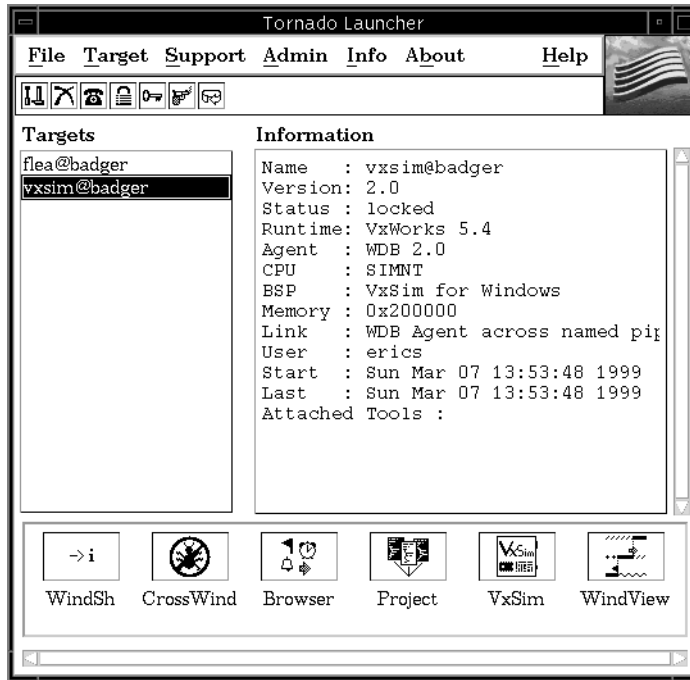 Tornado Launcher
File Target Support Admin Info About Help
Targets
flea@badger
vxsim@badger
Information
Name : vxsim@badger
Version: 2.0
Status : locked
Runtime: VxWorks 5.4
Agent : WDB 2.0
CPU : SIMNT
BSP : VxSim for Windows
Memory : 0x200000
Link : WDB Agent across named pip
User : erics
Start : Sun Mar 07 13:53:48 1999
Last : Sun Mar 07 13:53:48 1999
Attached Tools :
->i
VxSim
WindSh CrossWind Browser Project VxSim WindView